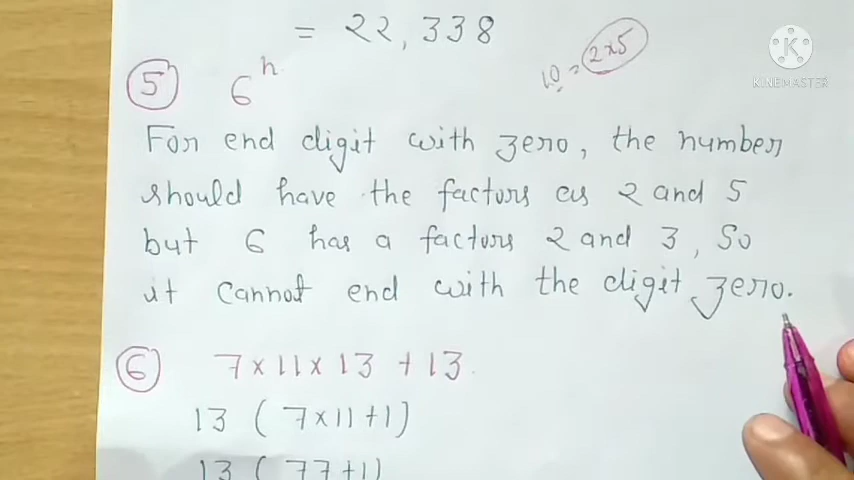 = 22,338
10 = 2×5
K
KINEMASTER
5 6^n
For end digit with zero, the number
should have the factors as 2 and 5
but 6 has a factors 2 and 3, So
it cannot end with the digit zero.
6 7×11×13 +13
13 ( 7×11+1)
13 ( 77+1)